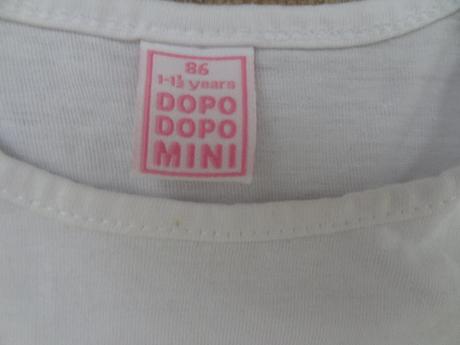 86
1-1½ years
DOPO
DOPO
MINI